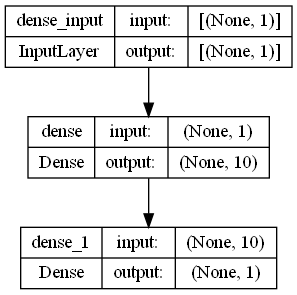 dense_input input: [(None, 1)]
InputLayer output: [(None, 1)]
dense input: (None, 1)
Dense output: (None, 10)
dense_1 input: (None, 10)
Dense output: (None, 1)